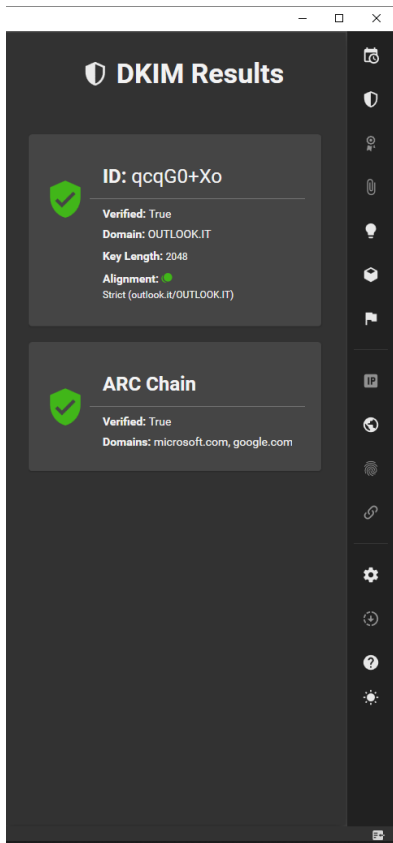 DKIM Results
ID: qcqG0+Xo
Verified: True
Domain: OUTLOOK.IT
Key Length: 2048
Alignment:
Strict (outlook.it/OUTLOOK.IT)
ARC Chain
Verified: True
Domains: microsoft.com, google.com
IP